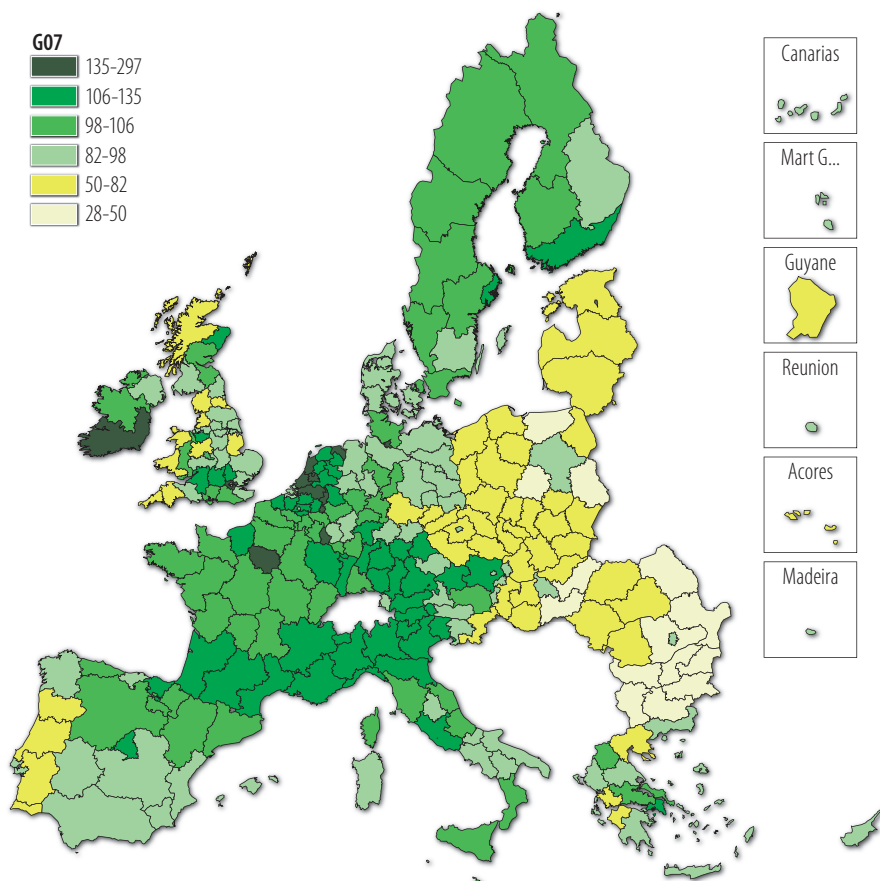 G07
135-297
106-135
98-106
82-98
50-82
28-50
Canarias
Mart G...
Guyane
Reunion
Acores
Madeira